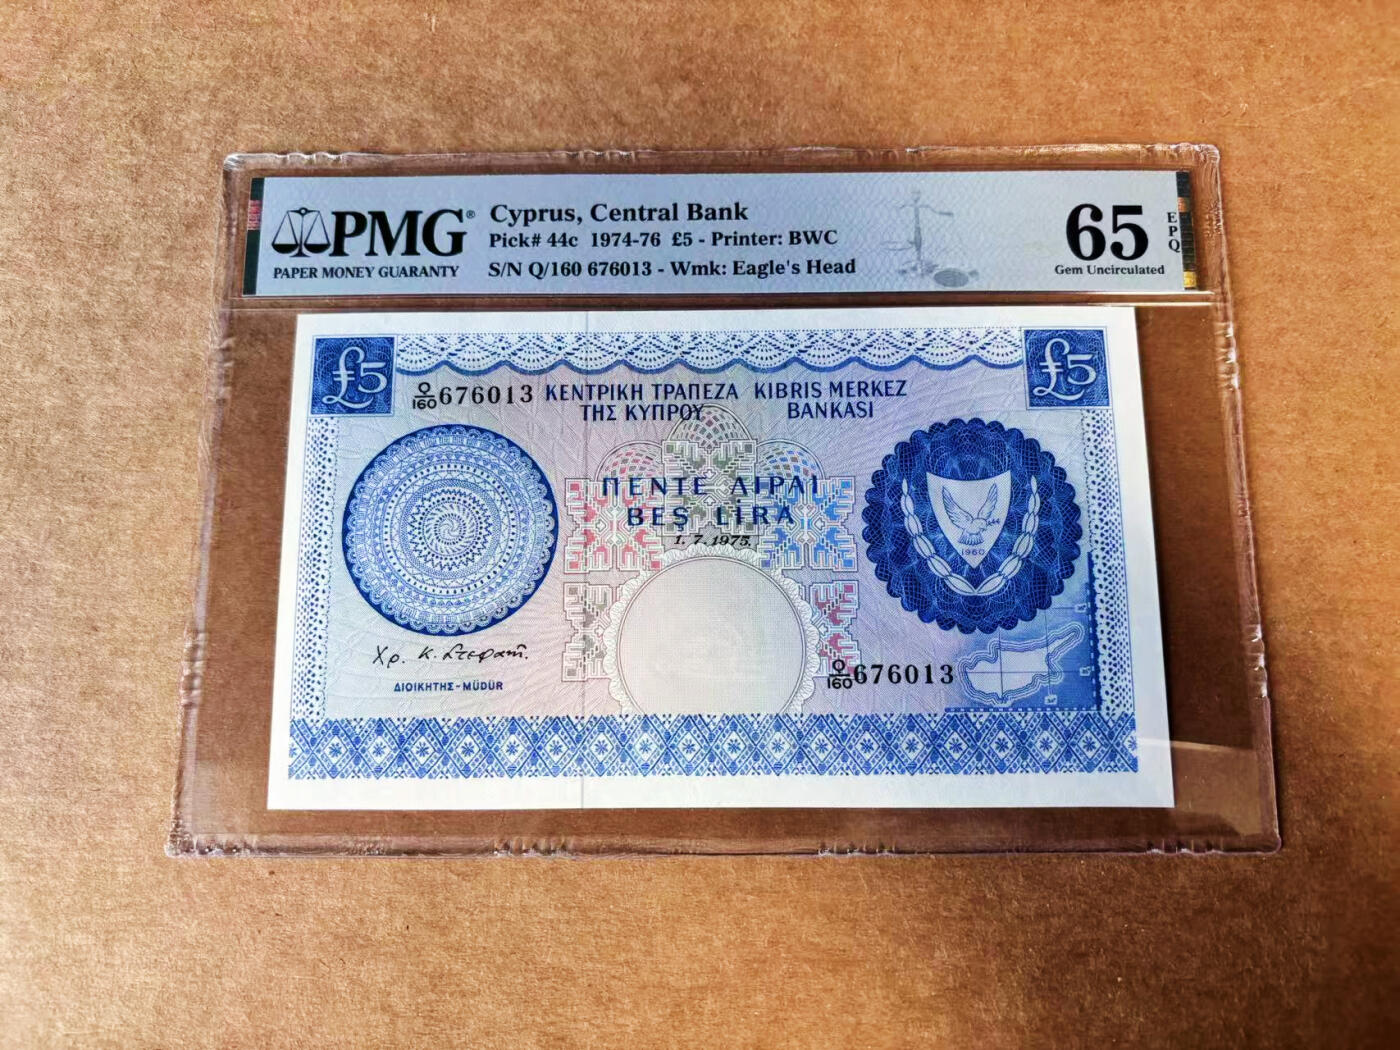 PMG®
PAPER MONEY GUARANTY
Cyprus, Central Bank
Pick# 44c 1974-76 £5 - Printer: BWC
S/N Q/160 676013 - Wmk: Eagle's Head
65
EPQ
Gem Uncirculated
£5
£5
Q/160 676013
ΚΕΝΤΡΙΚΗ ΤΡΑΠΕΖΑ KIBRIS MERKEZ
ΤΗΣ ΚΥΠΡΟΥ BANKASI
ΠΕΝΤΕ ΛΙΡΑΙ
BEŞ LİRA
1.7.1975.
1960
Χρ. Κ. Στεφανι.
ΔΙΟΙΚΗΤΗΣ-MÜDÜR
Q/160 676013